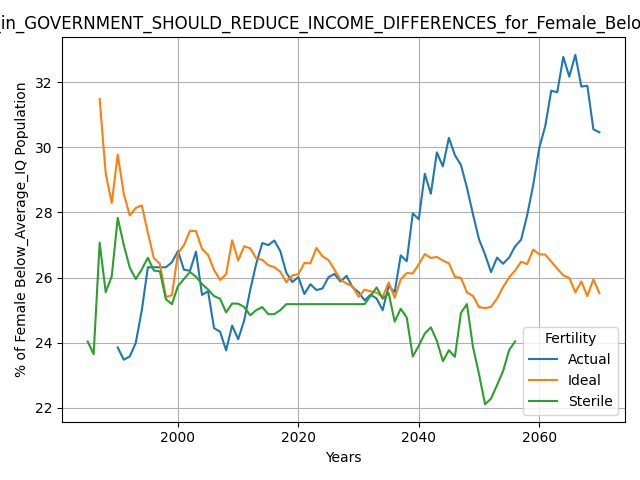 _in_GOVERNMENT_SHOULD_REDUCE_INCOME_DIFFERENCES_for_Female_Belo
% of Female Below_Average_IQ Population
32
30
28
26
24
22
2000 2020 2040 2060
Years
Fertility
Actual
Ideal
Sterile